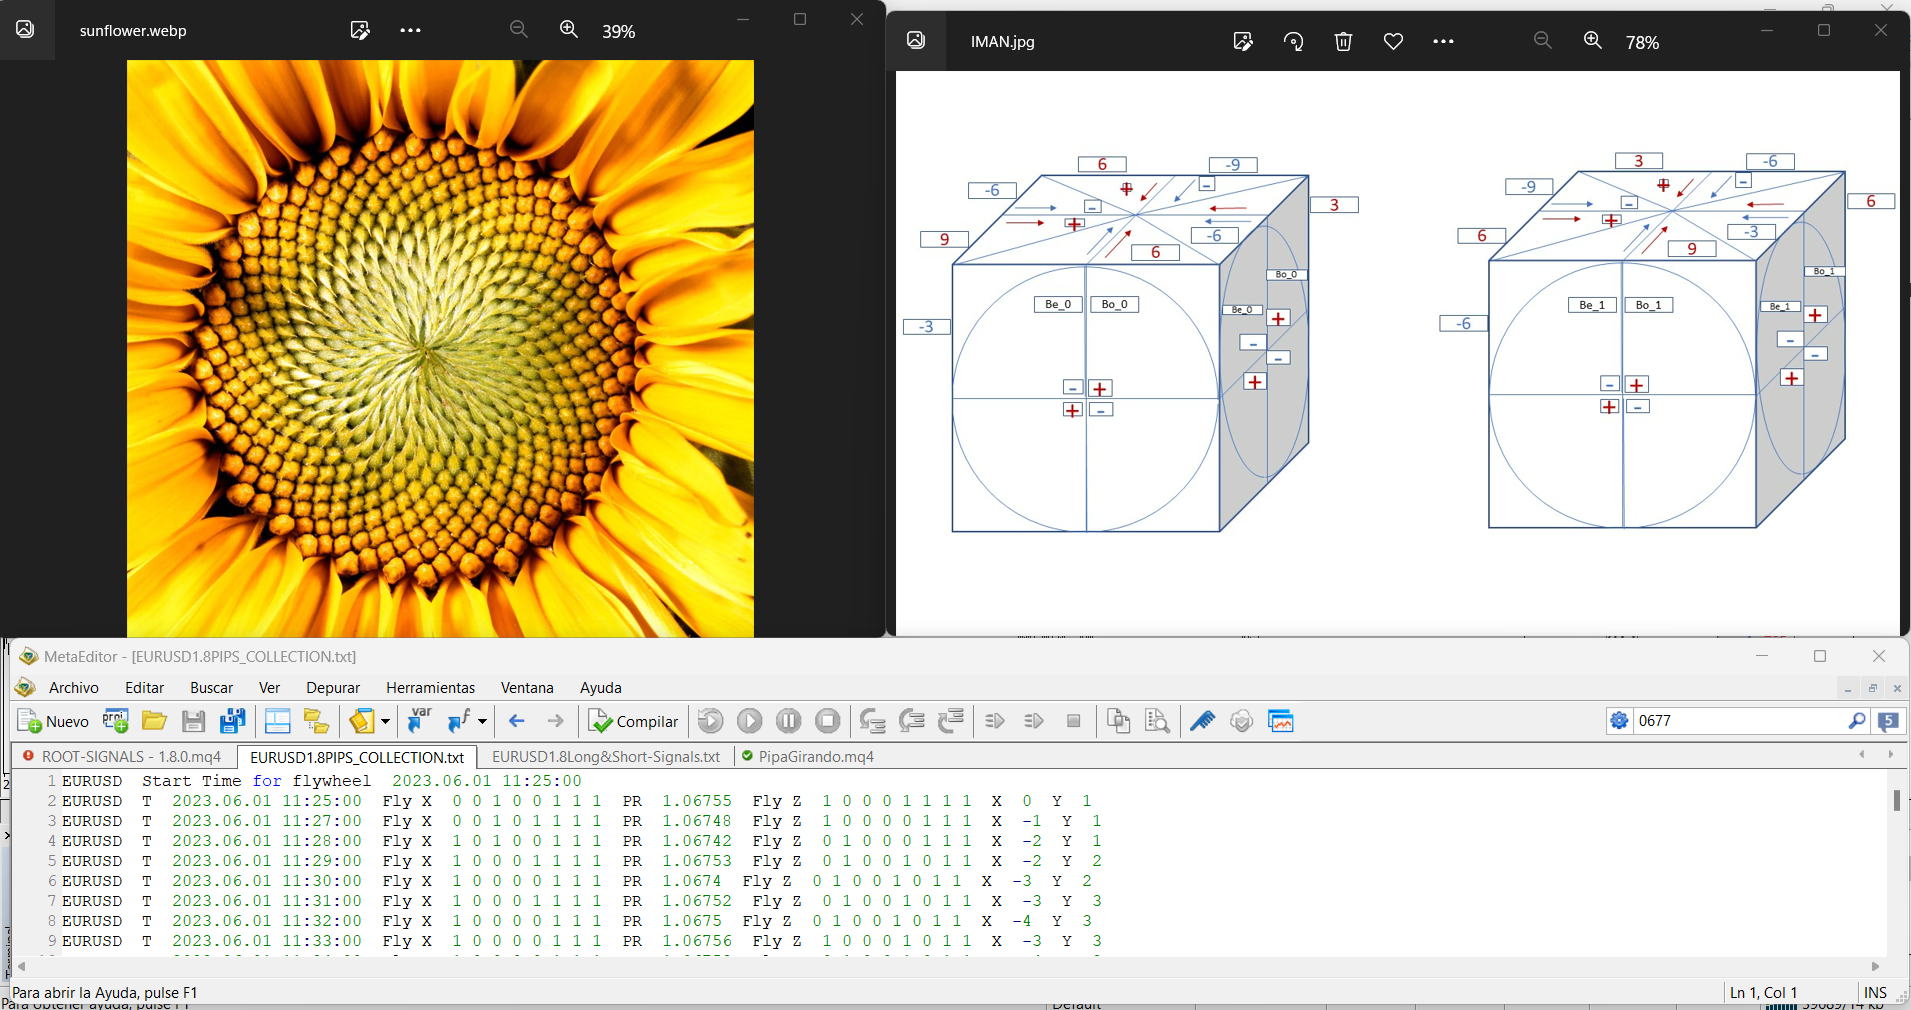 sunflower.webp
39%
IMAN.jpg
78%
6 -9
-6
3
9
-6
6
Be_0 Bo_0
Bo_0
Be_0
-3
+ -
- +
- +
+ -
+
- -
+
3 -6
-9
6
6
-3
9
Be_1 Bo_1
Bo_1
Be_1
-6
+ -
- +
- +
+ -
+
- -
+
MetaEditor - [EURUSD1.8PIPS_COLLECTION.txt]
Archivo Editar Buscar Ver Depurar Herramientas Ventana Ayuda
Nuevo proj var f Compilar 0677 5
ROOT-SIGNALS - 1.8.0.mq4 EURUSD1.8PIPS_COLLECTION.txt EURUSD1.8Long&Short-Signals.txt PipaGirando.mq4
1 EURUSD Start Time for flywheel 2023.06.01 11:25:00
2 EURUSD T 2023.06.01 11:25:00 Fly X 0 0 1 0 0 1 1 1 PR 1.06755 Fly Z 1 0 0 0 1 1 1 1 X 0 Y 1
3 EURUSD T 2023.06.01 11:27:00 Fly X 0 0 1 0 1 1 1 1 PR 1.06748 Fly Z 1 0 0 0 0 1 1 1 X -1 Y 1
4 EURUSD T 2023.06.01 11:28:00 Fly X 1 0 1 0 0 1 1 1 PR 1.06742 Fly Z 0 1 0 0 0 1 1 1 X -2 Y 1
5 EURUSD T 2023.06.01 11:29:00 Fly X 1 0 0 0 1 1 1 1 PR 1.06753 Fly Z 0 1 0 0 1 0 1 1 X -2 Y 2
6 EURUSD T 2023.06.01 11:30:00 Fly X 1 0 0 0 0 1 1 1 PR 1.0674 Fly Z 0 1 0 0 1 0 1 1 X -3 Y 2
7 EURUSD T 2023.06.01 11:31:00 Fly X 1 0 0 0 1 1 1 1 PR 1.06752 Fly Z 0 1 0 0 1 0 1 1 X -3 Y 3
8 EURUSD T 2023.06.01 11:32:00 Fly X 1 0 0 0 0 1 1 1 PR 1.0675 Fly Z 0 1 0 0 1 0 1 1 X -4 Y 3
9 EURUSD T 2023.06.01 11:33:00 Fly X 1 0 0 0 0 1 1 1 PR 1.06756 Fly Z 1 0 0 0 1 0 1 1 X -3 Y 3
Para abrir la Ayuda, pulse F1 Ln 1, Col 1 INS